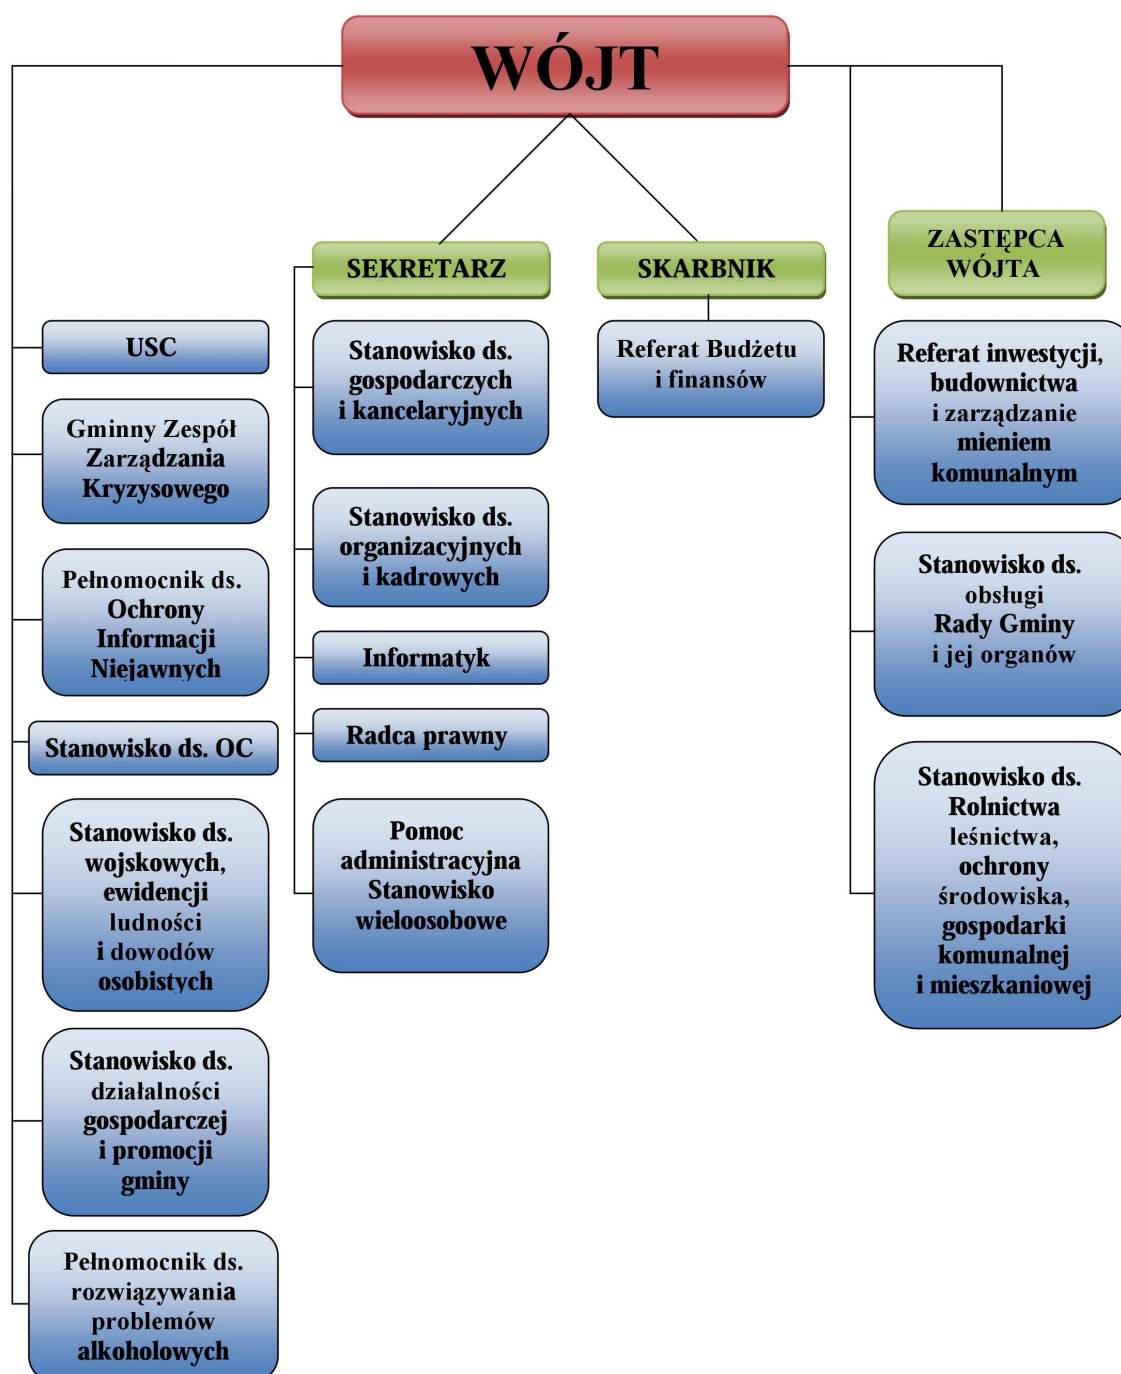 WÓJT
SEKRETARZ
SKARBNIK
ZASTĘPCA
WÓJTA
USC
Gminny Zespół
Zarządzania
Kryzysowego
Pełnomocnik ds.
Ochrony
Informacji
Niejawnych
Stanowisko ds. OC
Stanowisko ds.
wojskowych,
ewidencji
ludności
i dowodów
osobistych
Stanowisko ds.
działalności
gospodarczej
i promocji
gminy
Pełnomocnik ds.
rozwiązywania
problemów
alkoholowych
Stanowisko ds.
gospodarczych
i kancelaryjnych
Stanowisko ds.
organizacyjnych
i kadrowych
Informatyk
Radca prawny
Pomoc
administracyjna
Stanowisko
wieloosobowe
Referat Budżetu
i finansów
Referat inwestycji,
budownictwa
i zarządzanie
mieniem
komunalnym
Stanowisko ds.
obsługi
Rady Gminy
i jej organów
Stanowisko ds.
Rolnictwa
leśnictwa,
ochrony
środowiska,
gospodarki
komunalnej
i mieszkaniowej